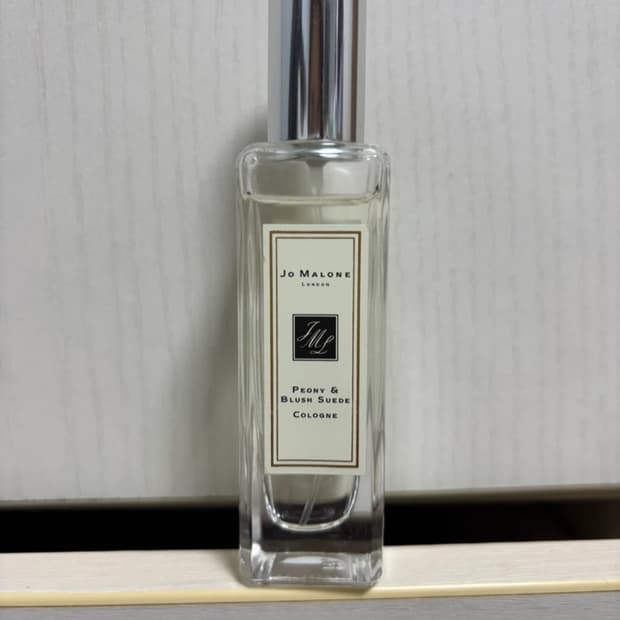 Jo Malone
London
JML
Peony &
Blush Suede
Cologne